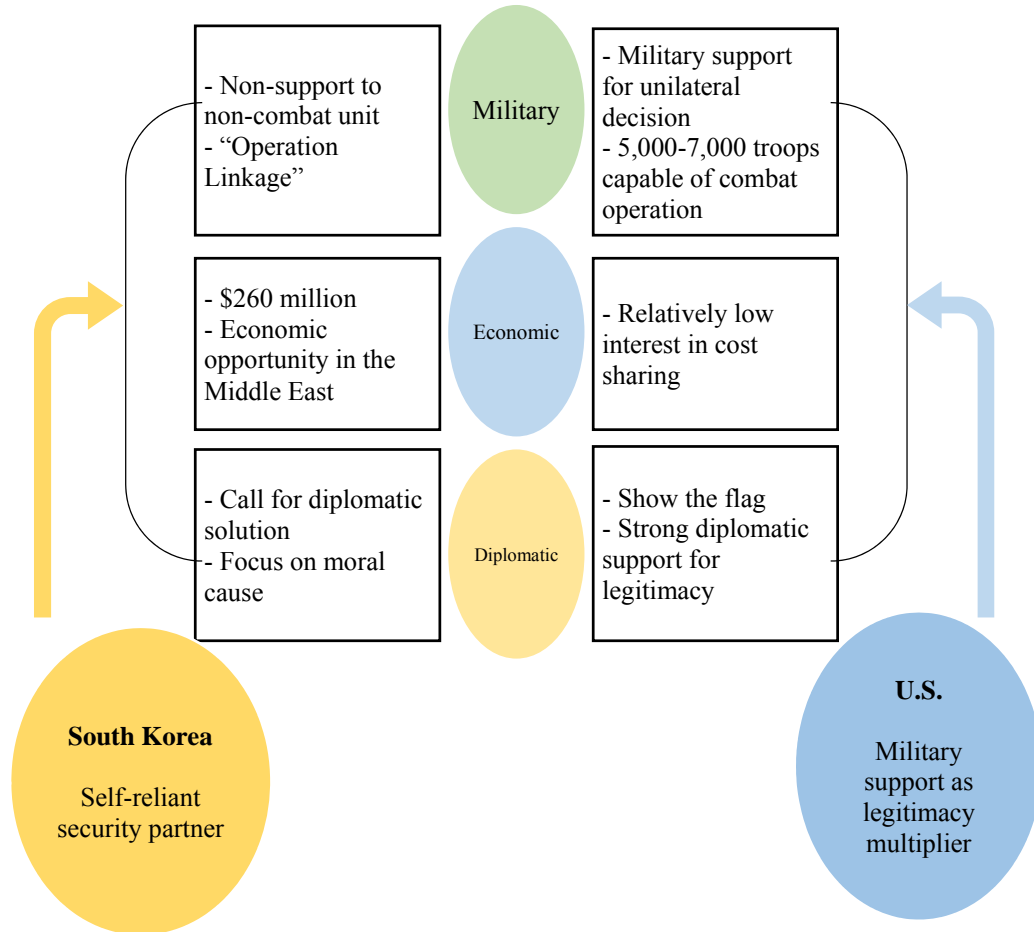 - Non-support to
non-combat unit
- “Operation
Linkage”
Military
- Military support
for unilateral
decision
- 5,000-7,000 troops
capable of combat
operation
- $260 million
- Economic
opportunity in the
Middle East
Economic
- Relatively low
interest in cost
sharing
- Call for diplomatic
solution
- Focus on moral
cause
Diplomatic
- Show the flag
- Strong diplomatic
support for
legitimacy
South Korea
Self-reliant
security partner
U.S.
Military
support as
legitimacy
multiplier